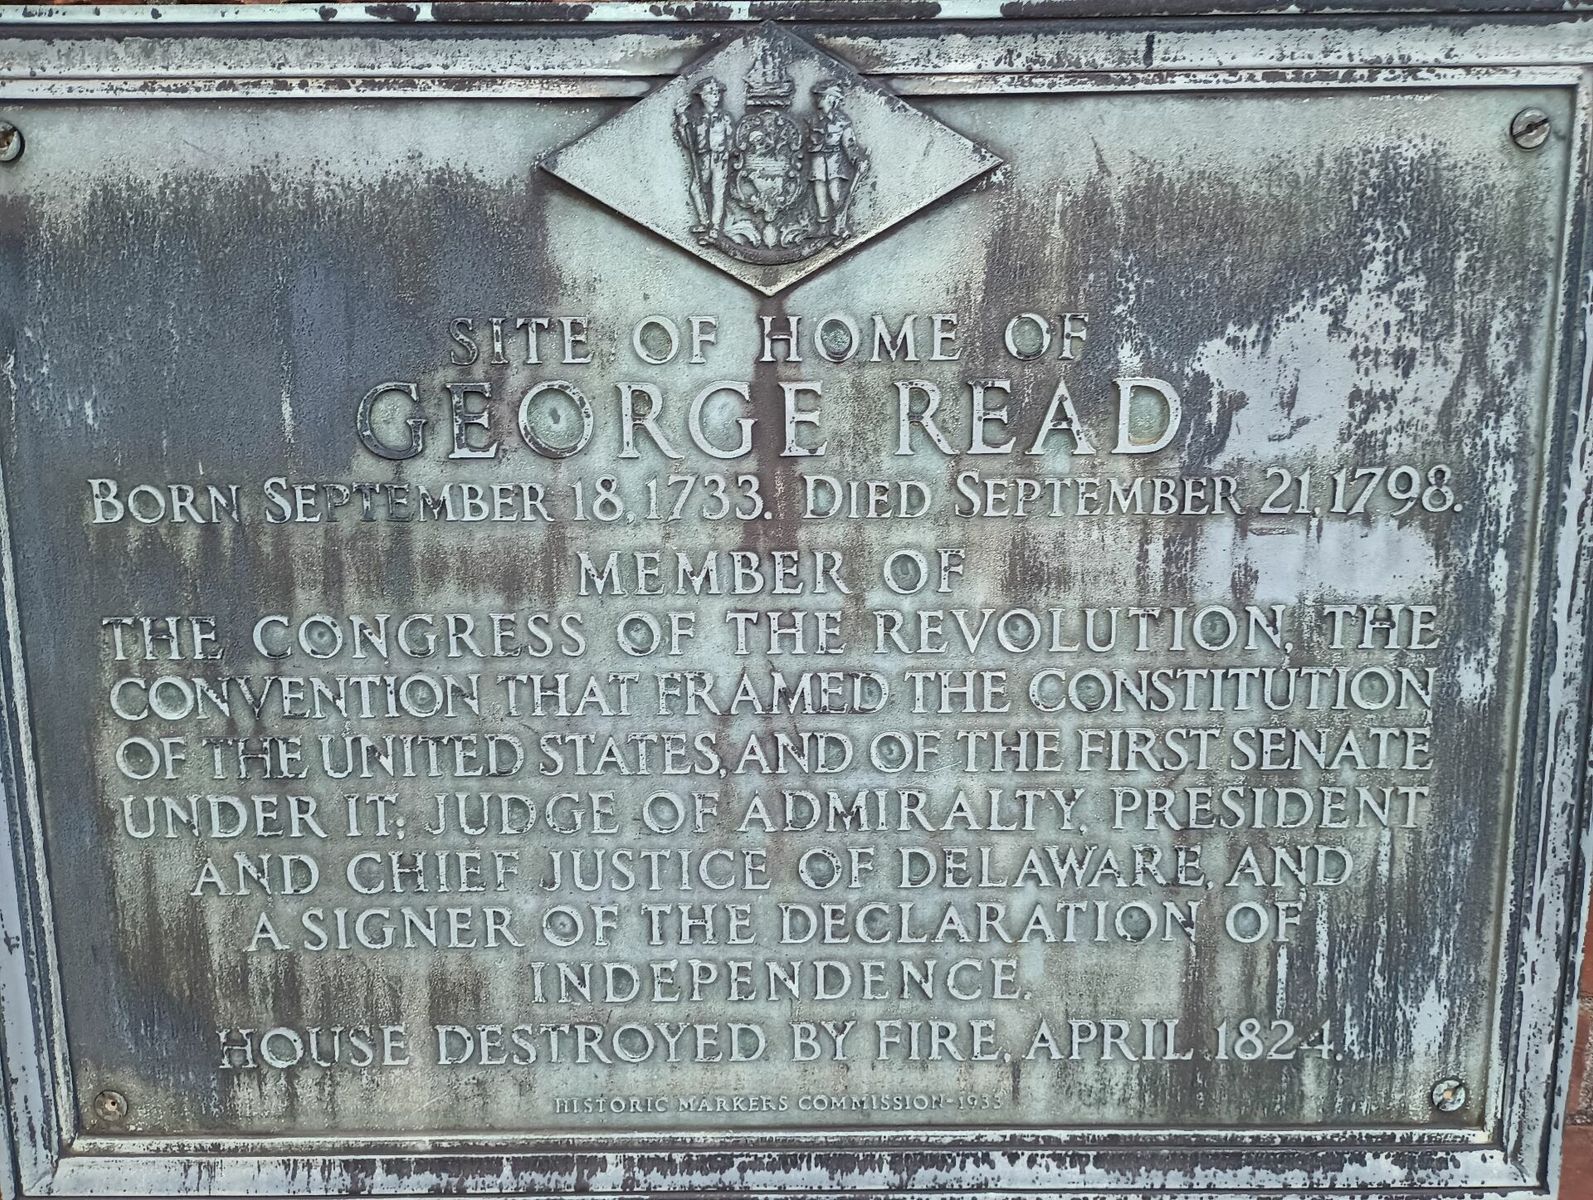 SITE OF HOME OF
GEORGE READ
BORN SEPTEMBER 18, 1733. DIED SEPTEMBER 21, 1798.
MEMBER OF
THE CONGRESS OF THE REVOLUTION, THE
CONVENTION THAT FRAMED THE CONSTITUTION
OF THE UNITED STATES, AND OF THE FIRST SENATE
UNDER IT; JUDGE OF ADMIRALTY, PRESIDENT
AND CHIEF JUSTICE OF DELAWARE, AND
A SIGNER OF THE DECLARATION OF
INDEPENDENCE.
HOUSE DESTROYED BY FIRE, APRIL, 1824.
HISTORIC MARKERS COMMISSION-1933